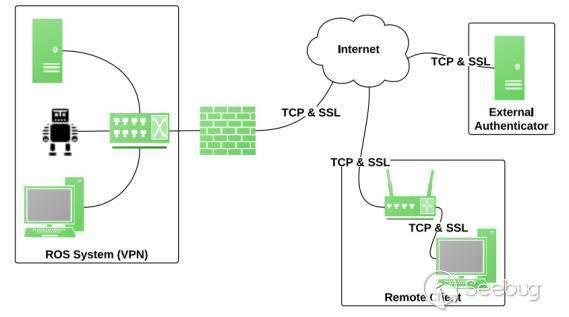 Internet
TCP & SSL
TCP & SSL
External
Authenticator
TCP & SSL
TCP & SSL
ROS System (VPN)
Remote Client
Seebug